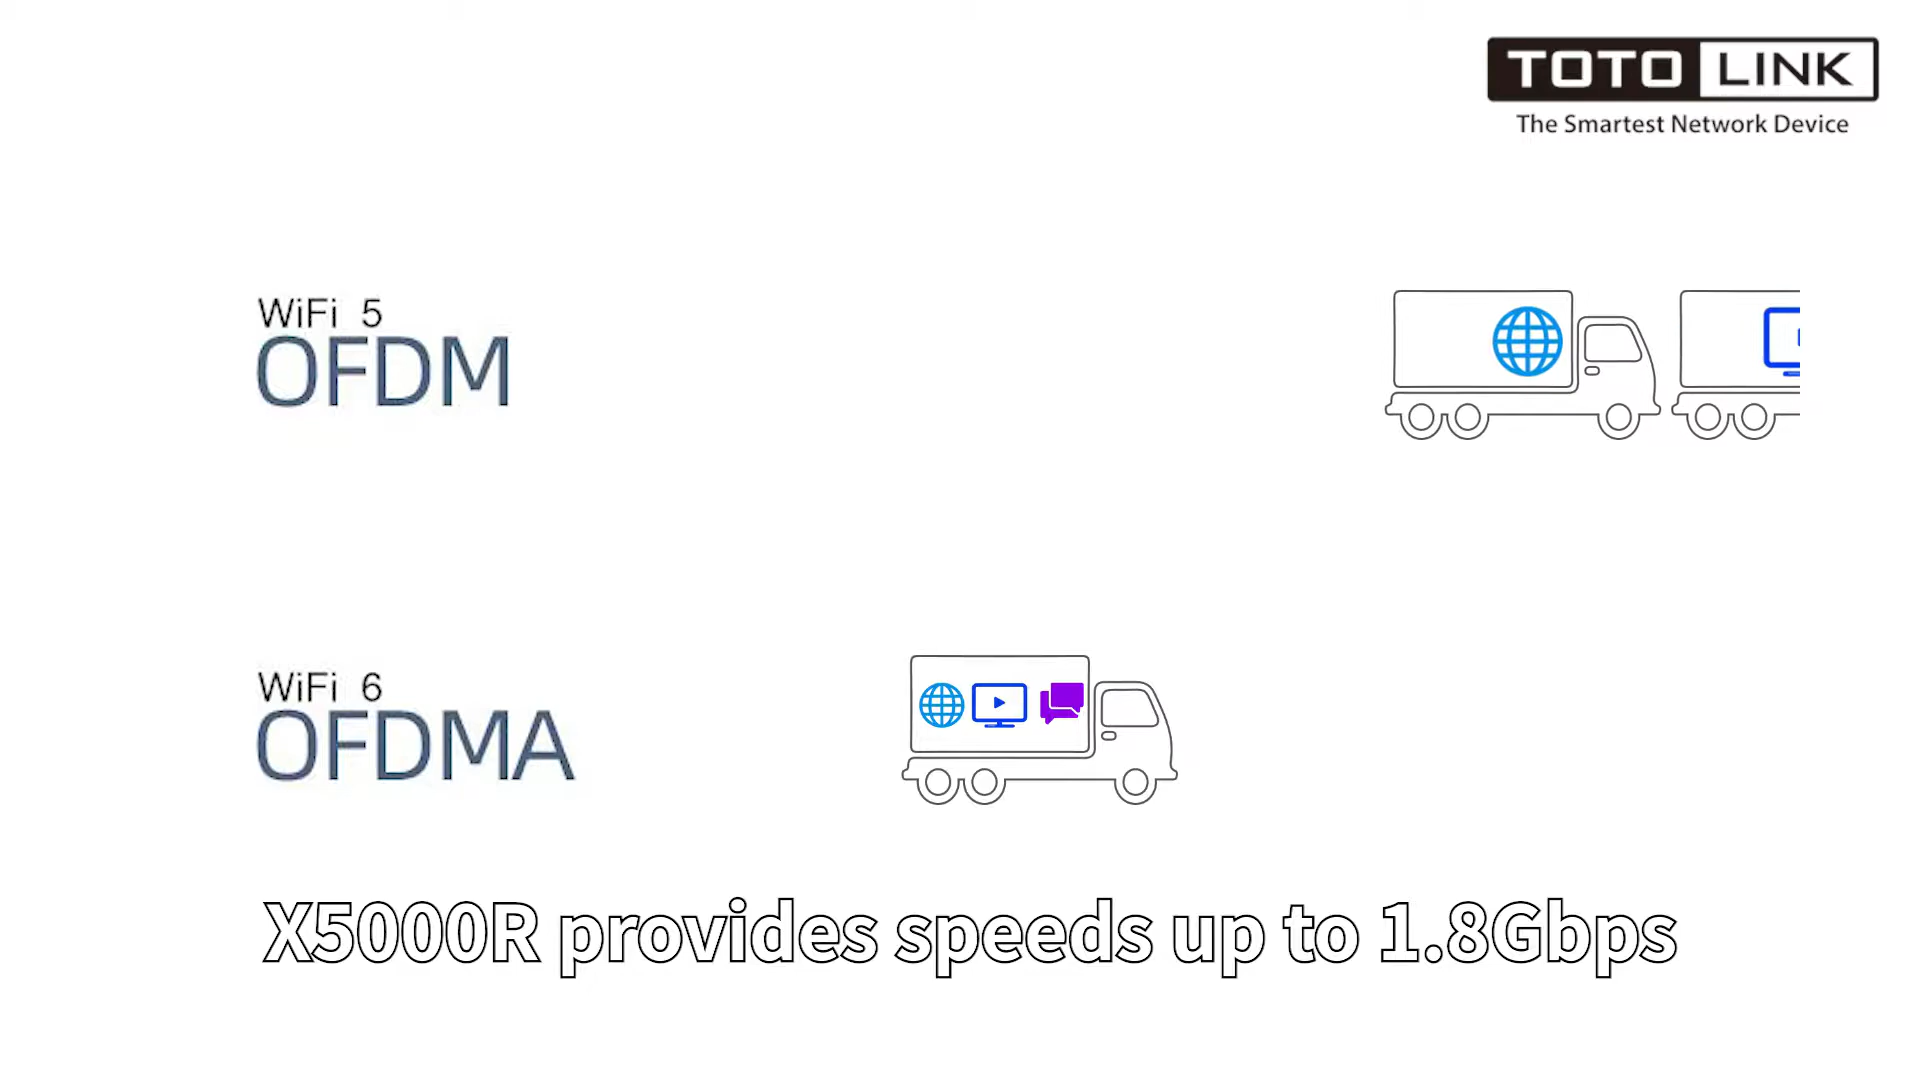 TOTO LINK
The Smartest Network Device
WiFi 5
OFDM
WiFi 6
OFDMA
X5000R provides speeds up to 1.8Gbps